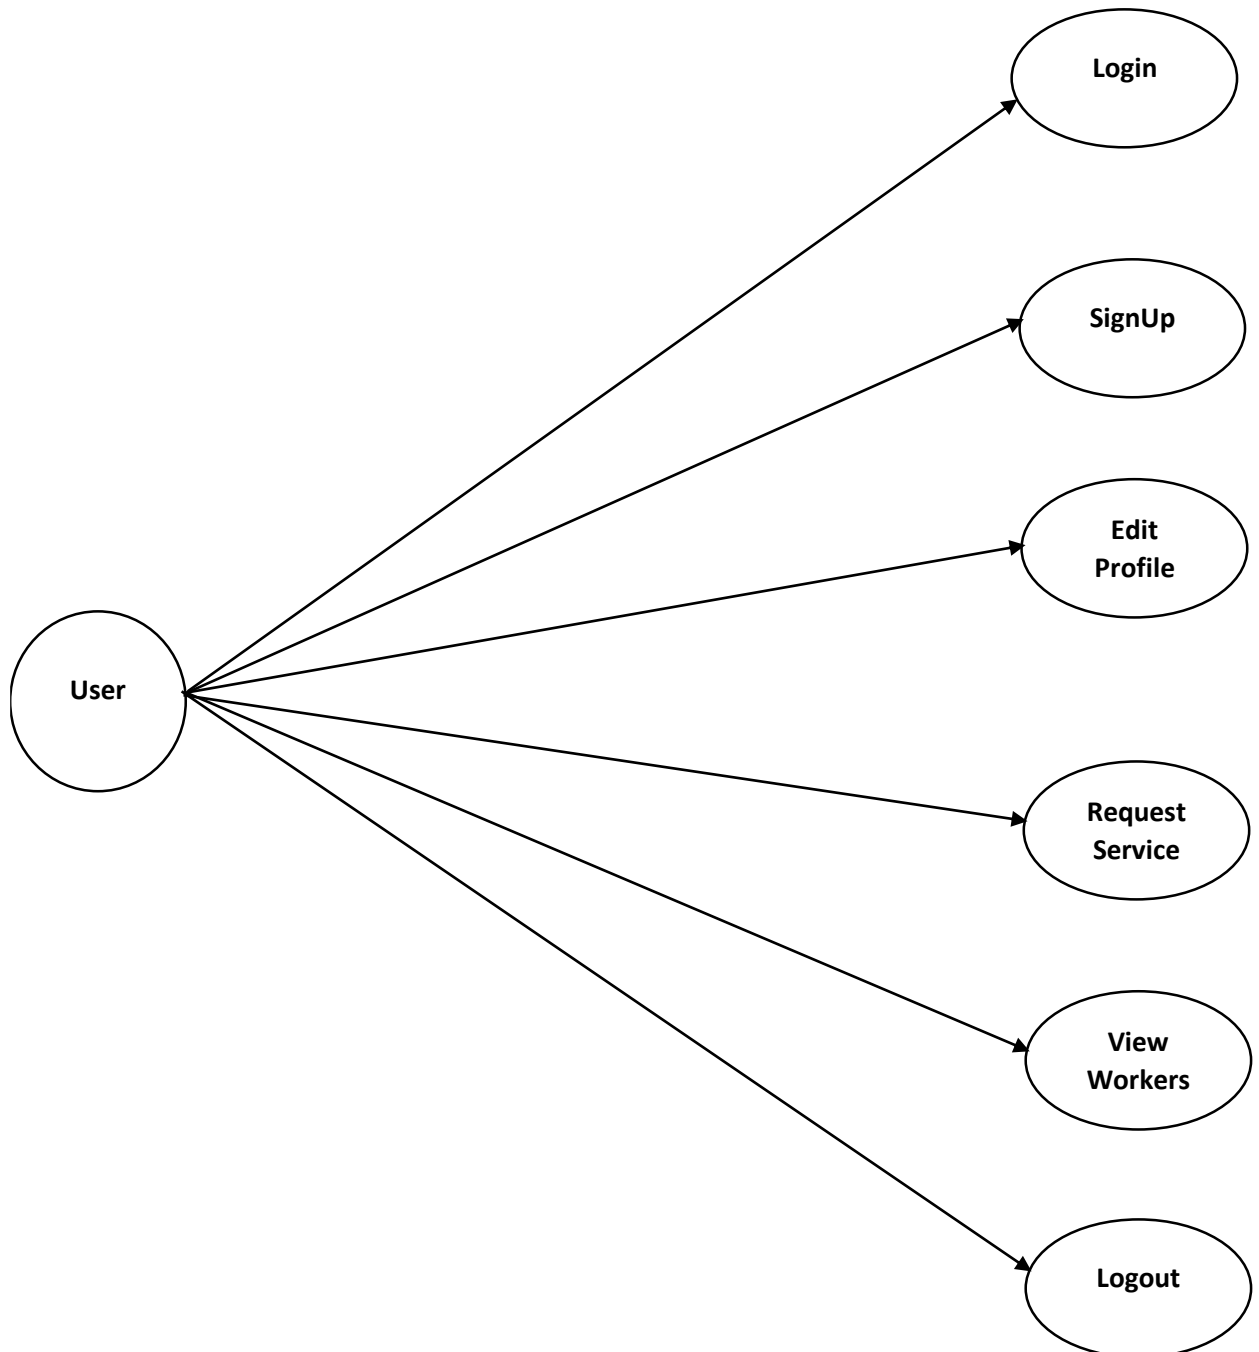 Login
SignUp
Edit
Profile
User
Request
Service
View
Workers
Logout